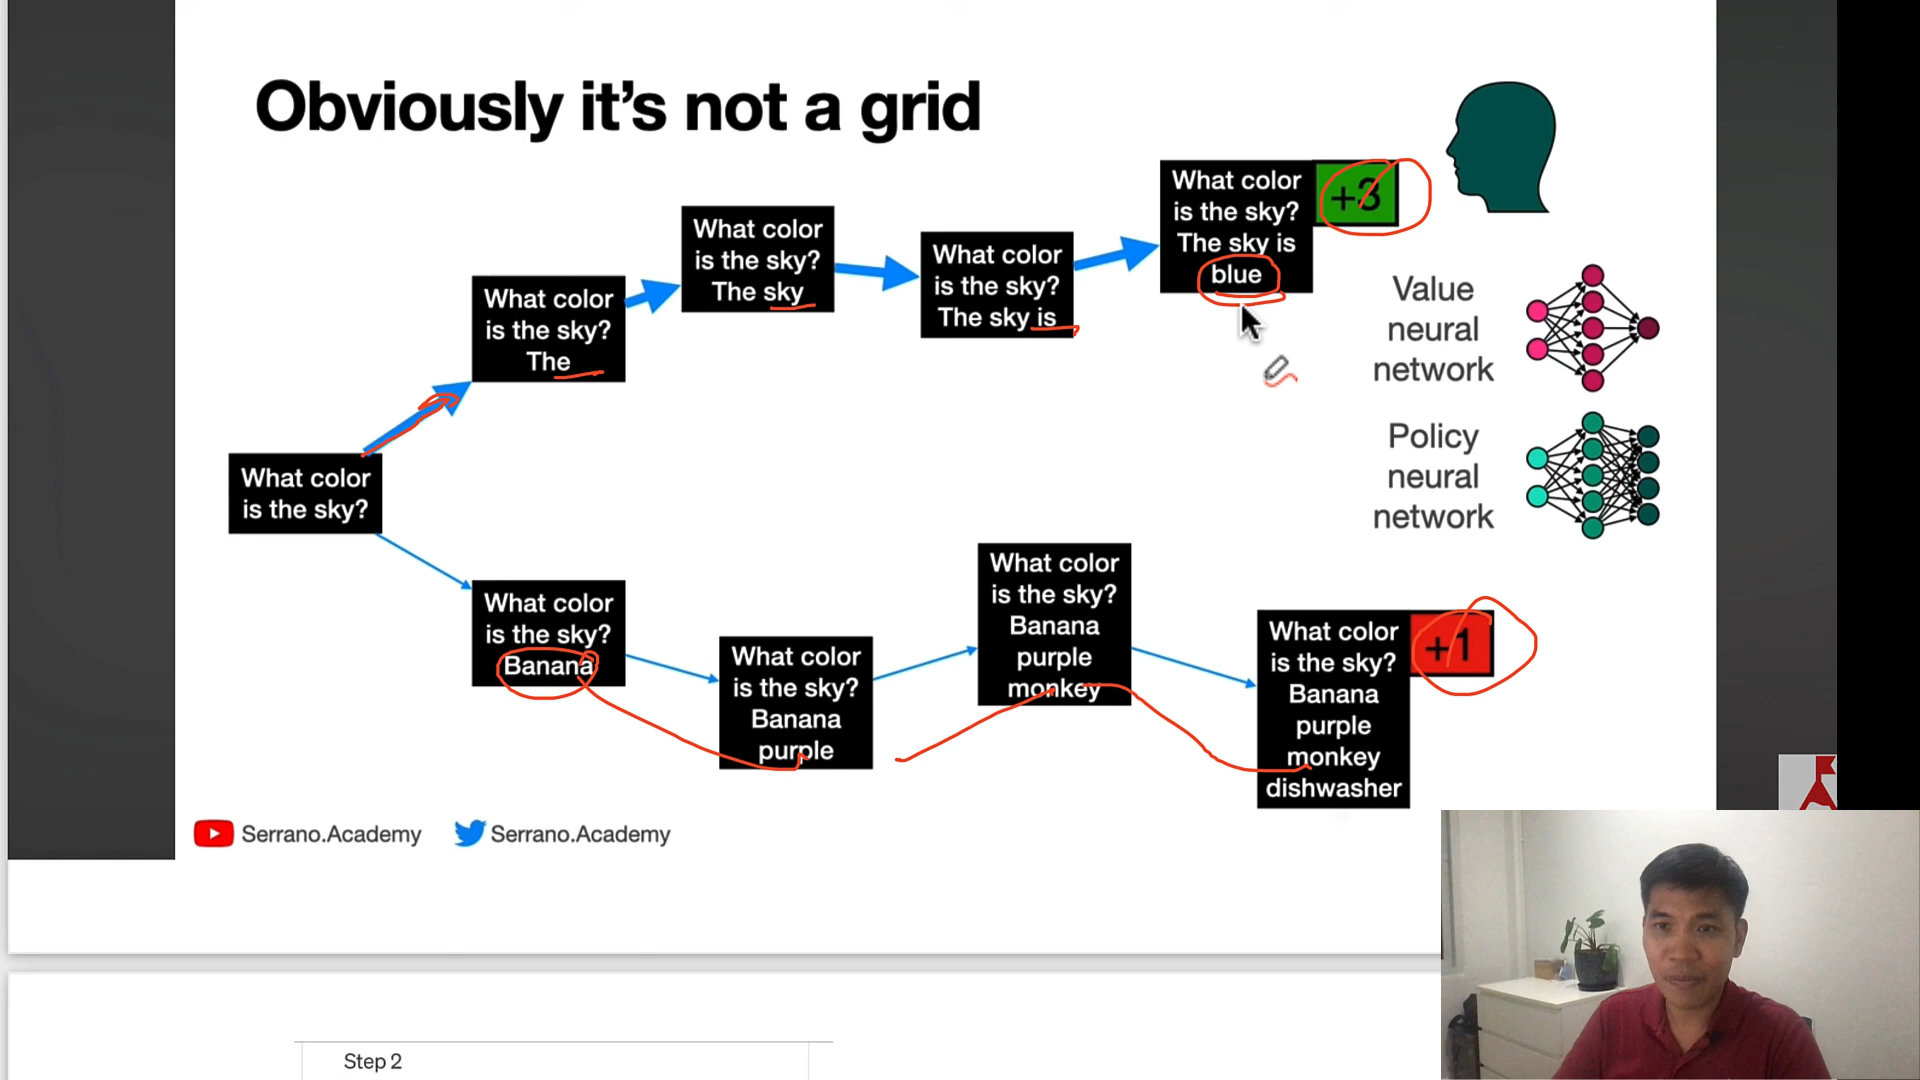 Obviously it's not a grid
What color
is the sky?
What color
is the sky?
The
What color
is the sky?
The sky
What color
is the sky?
The sky is
What color
is the sky?
The sky is
blue
+3
What color
is the sky?
Banana
What color
is the sky?
Banana
purple
What color
is the sky?
Banana
purple
monkey
What color
is the sky?
Banana
purple
monkey
dishwasher
+1
Value
neural
network
Policy
neural
network
Serrano.Academy
Serrano.Academy
Step 2